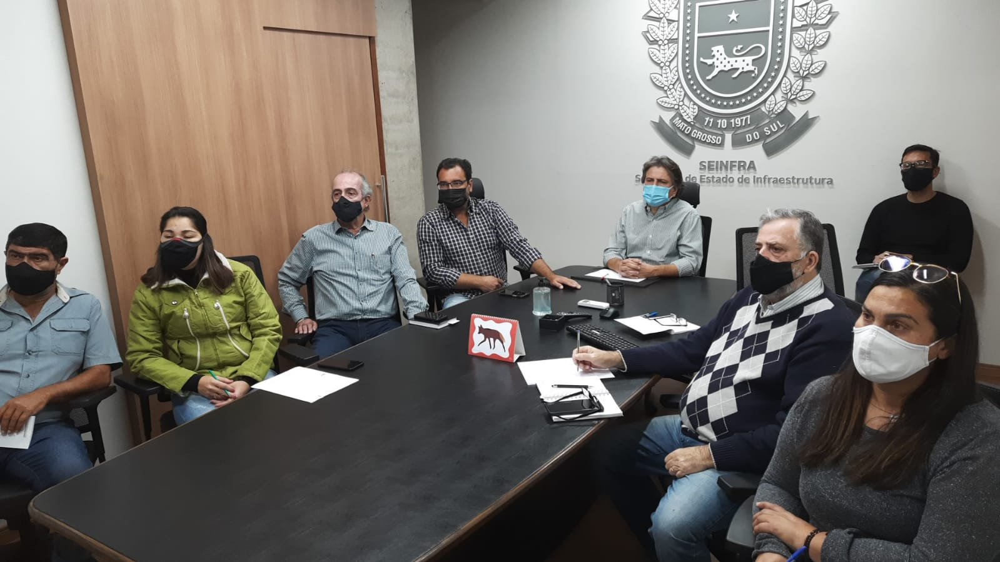 11 10 1977
MATO GROSSO DO SUL
SEINFRA
de Estado de Infraestrutura